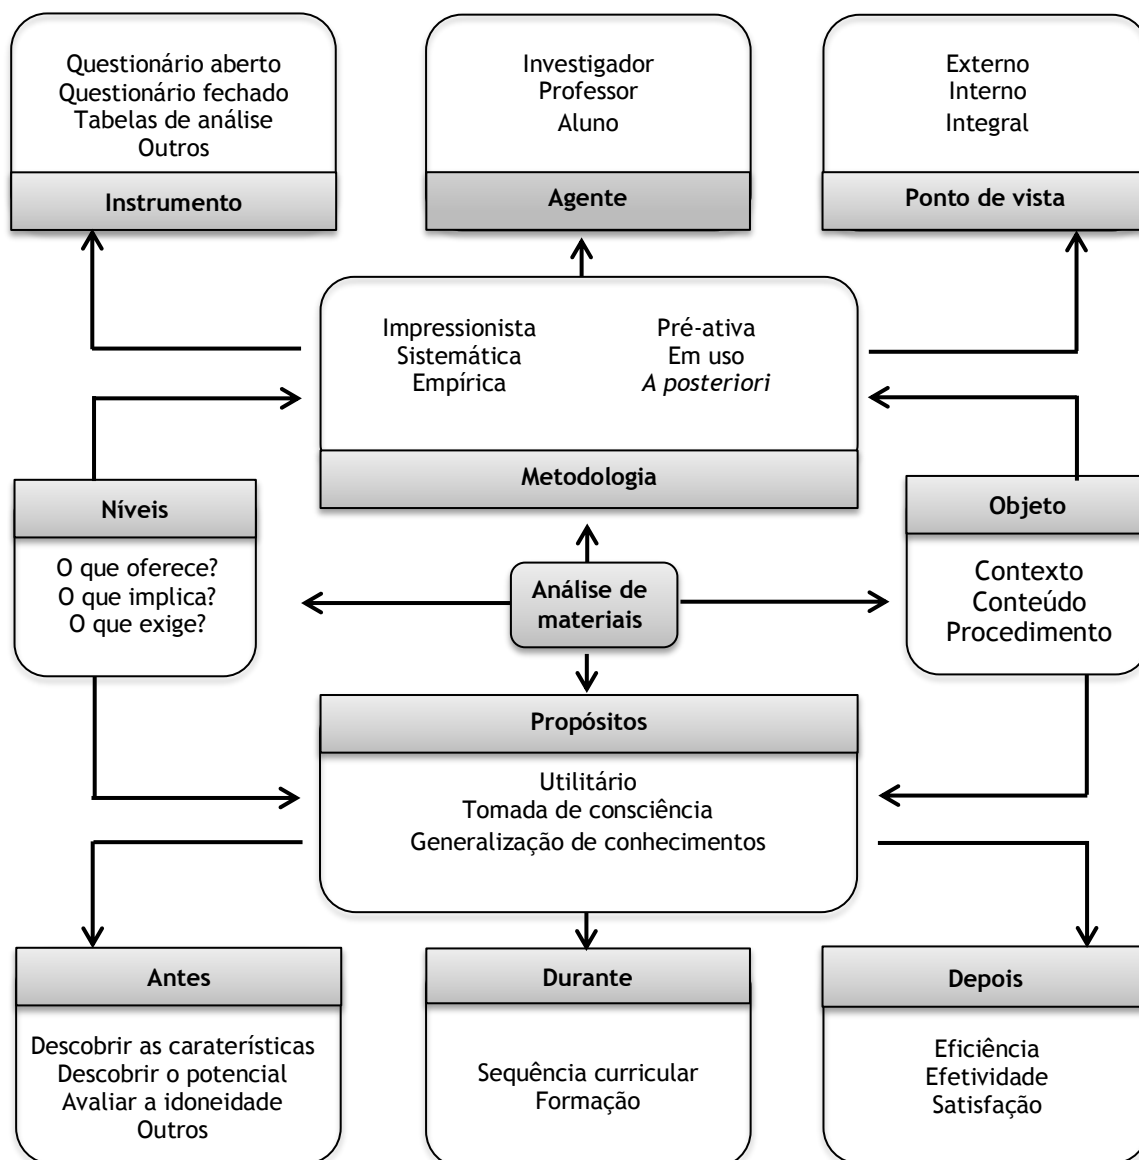 Questionário aberto
Questionário fechado
Tabelas de análise
Outros
Instrumento
Investigador
Professor
Aluno
Agente
Externo
Interno
Integral
Ponto de vista
Impressionista
Sistemática
Empírica
Pré-ativa
Em uso
A posteriori
Metodologia
Níveis
O que oferece?
O que implica?
O que exige?
Análise de
materiais
Objeto
Contexto
Conteúdo
Procedimento
Propósitos
Utilitário
Tomada de consciência
Generalização de conhecimentos
Antes
Descobrir as caraterísticas
Descobrir o potencial
Avaliar a idoneidade
Outros
Durante
Sequência curricular
Formação
Depois
Eficiência
Efetividade
Satisfação